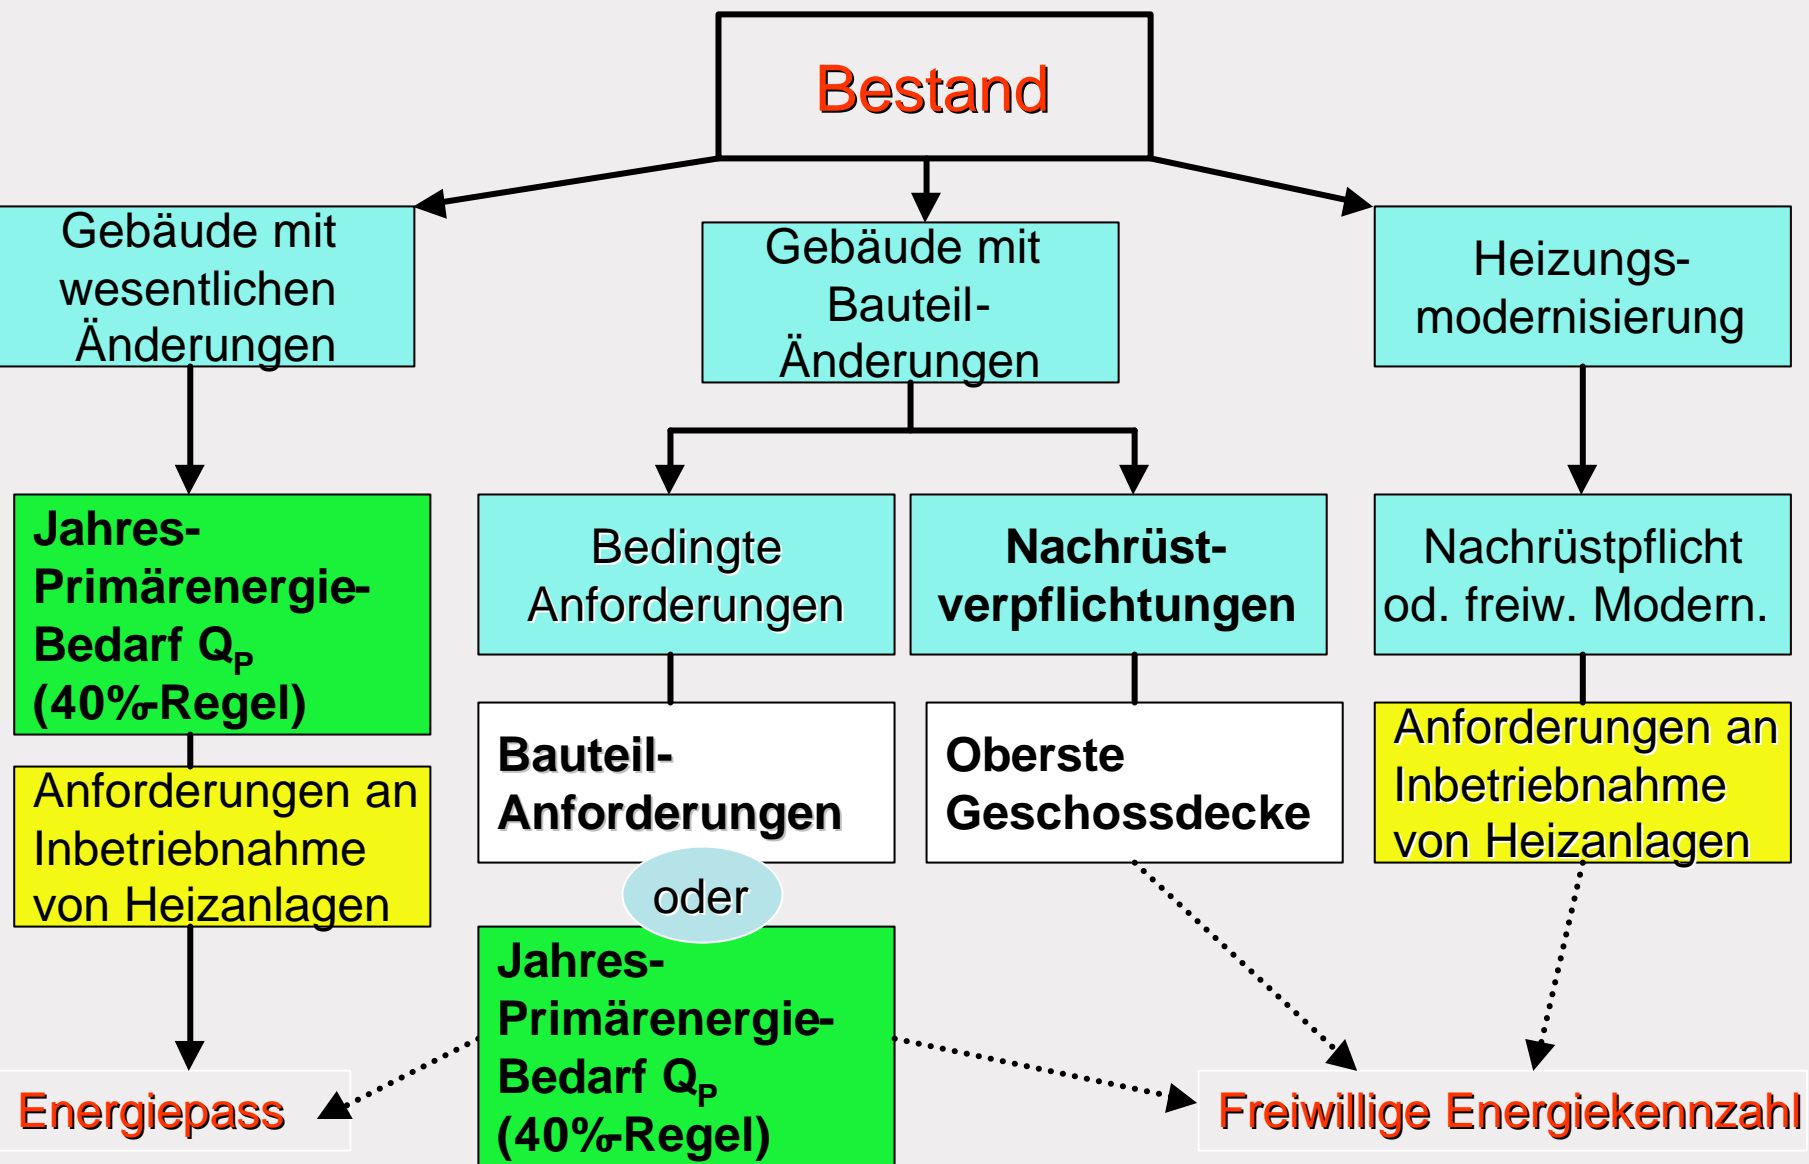 Bestand
Gebäude mit
wesentlichen
Änderungen
Gebäude mit
Bauteil-
Änderungen
Heizungs-
modernisierung
Jahres-
Primärenergie-
Bedarf QP
(40%-Regel)
Bedingte
Anforderungen
Nachrüst-
verpflichtungen
Nachrüstpflicht
od. freiw. Modern.
Anforderungen an
Inbetriebnahme
von Heizanlagen
Bauteil-
Anforderungen
Oberste
Geschossdecke
Anforderungen an
Inbetriebnahme
von Heizanlagen
oder
Jahres-
Primärenergie-
Bedarf QP
(40%-Regel)
Energiepass
Freiwillige Energiekennzahl